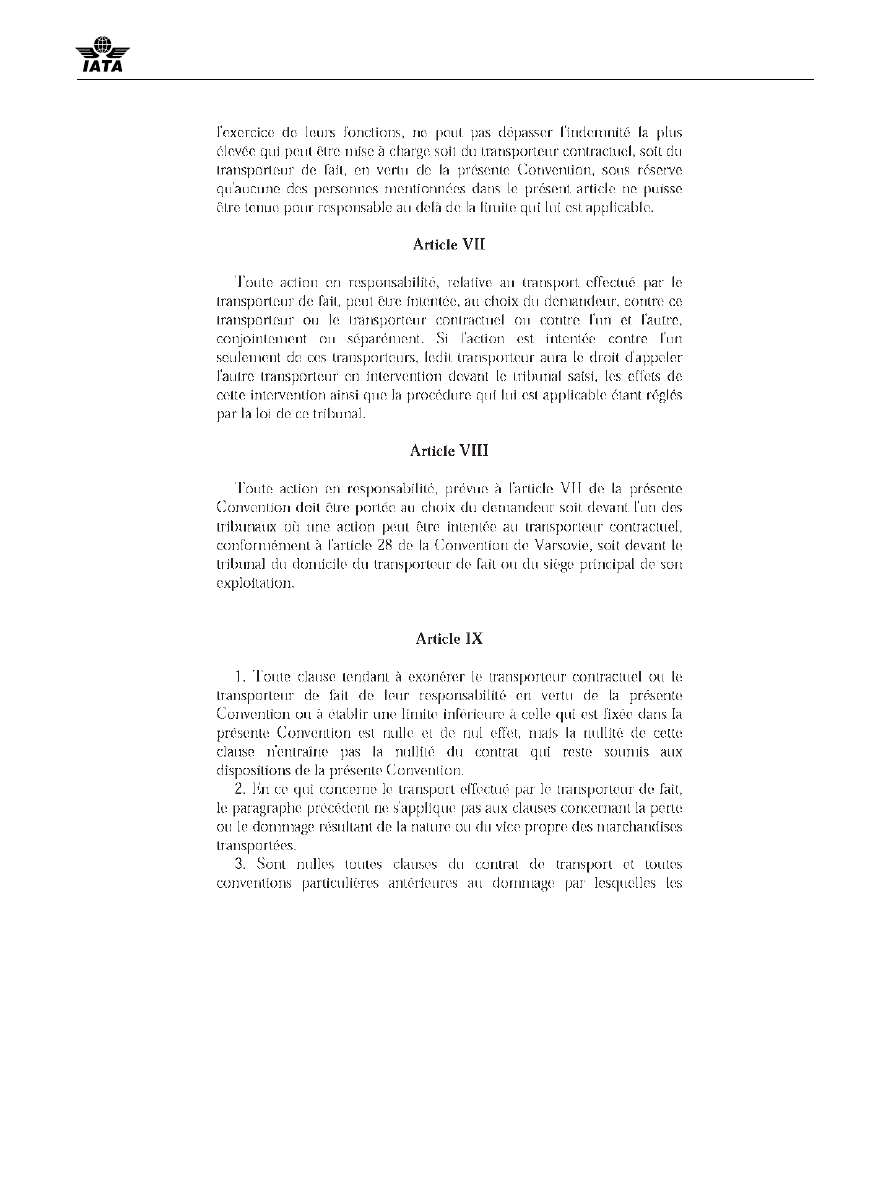 IATA
l'exercice de leurs fonctions, ne peut pas dépasser l'indemnité la plus
élevée qui peut être mise à charge soit du transporteur contractuel, soit du
transporteur de fait, en vertu de la présente Convention, sous réserve
qu'aucune des personnes mentionnées dans le présent article ne puisse
être tenue pour responsable au delà de la limite qui lui est applicable.
Article VII
Toute action en responsabilité, relative au transport effectué par le
transporteur de fait, peut être intentée, au choix du demandeur, contre ce
transporteur ou le transporteur contractuel ou contre l'un et l'autre,
conjointement ou séparément. Si l'action est intentée contre l'un
seulement de ces transporteurs, ledit transporteur aura le droit d'appeler
l'autre transporteur en intervention devant le tribunal saisi, les effets de
cette intervention ainsi que la procédure qui lui est applicable étant réglés
par la loi de ce tribunal.
Article VIII
Toute action en responsabilité, prévue à l'article VII de la présente
Convention doit être portée au choix du demandeur soit devant l'un des
tribunaux où une action peut être intentée au transporteur contractuel,
conformément à l'article 28 de la Convention de Varsovie, soit devant le
tribunal du domicile du transporteur de fait ou du siège principal de son
exploitation.
Article IX
1. Toute clause tendant à exonérer le transporteur contractuel ou le
transporteur de fait de leur responsabilité en vertu de la présente
Convention ou à établir une limite inférieure à celle qui est fixée dans la
présente Convention est nulle et de nul effet, mais la nullité de cette
clause n'entraîne pas la nullité du contrat qui reste soumis aux
dispositions de la présente Convention.
2. En ce qui concerne le transport effectué par le transporteur de fait,
le paragraphe précédent ne s'applique pas aux clauses concernant la perte
ou le dommage résultant de la nature ou du vice propre des marchandises
transportées.
3. Sont nulles toutes clauses du contrat de transport et toutes
conventions particulières antérieures au dommage par lesquelles les